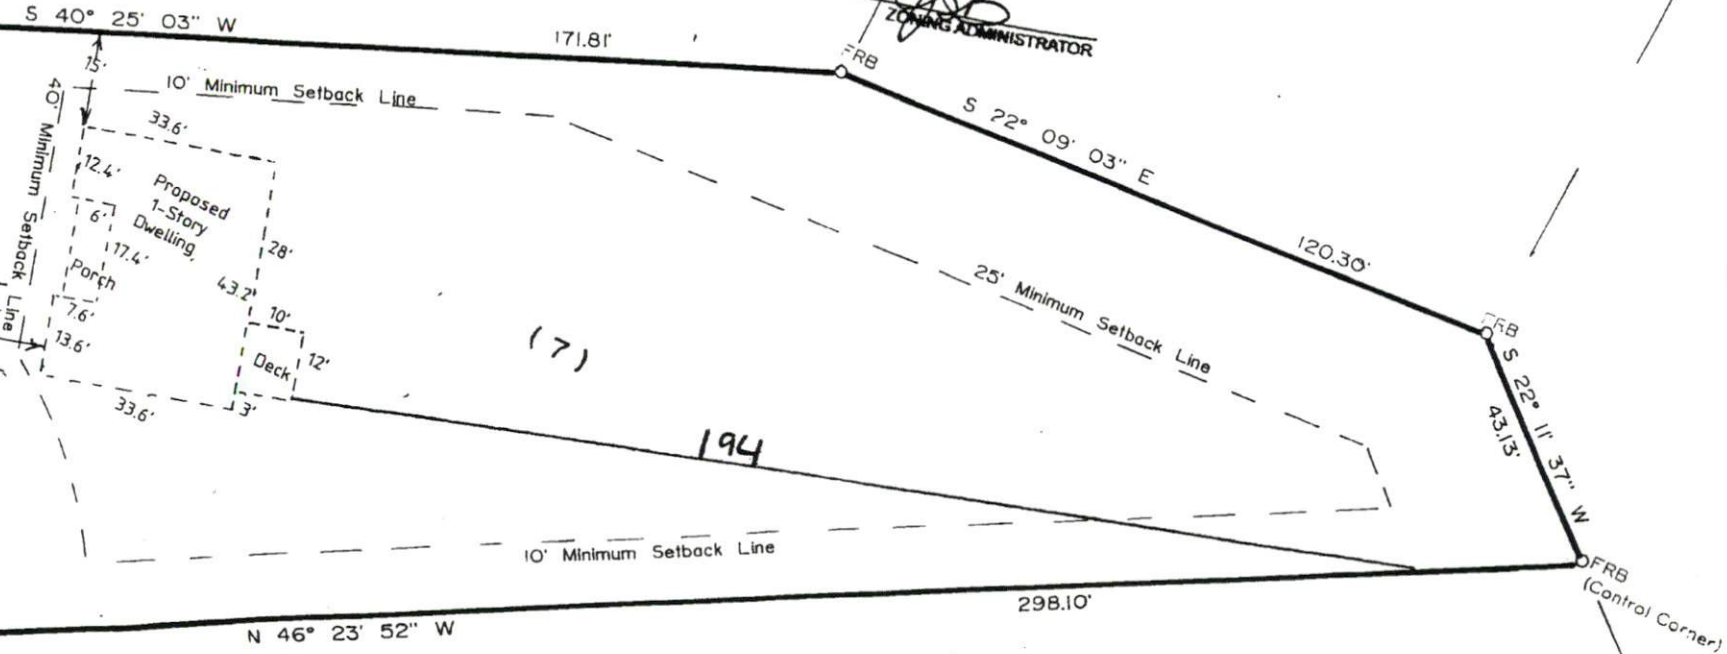 S 40° 25' 03" W
171.81'
ZONING ADMINISTRATOR
FRB
15'
40' Minimum Setback Line
10' Minimum Setback Line
S 22° 09' 03" E
120.30'
33.6'
12.4'
Proposed
1-Story
Dwelling
6'
17.4'
28'
Porch
43.2'
7.6'
10'
13.6'
Deck
12'
33.6'
3'
(7)
25' Minimum Setback Line
FRB
S 22° 11' 37" W
43.13'
194
10' Minimum Setback Line
FRB
(Control Corner)
298.10'
N 46° 23' 52" W